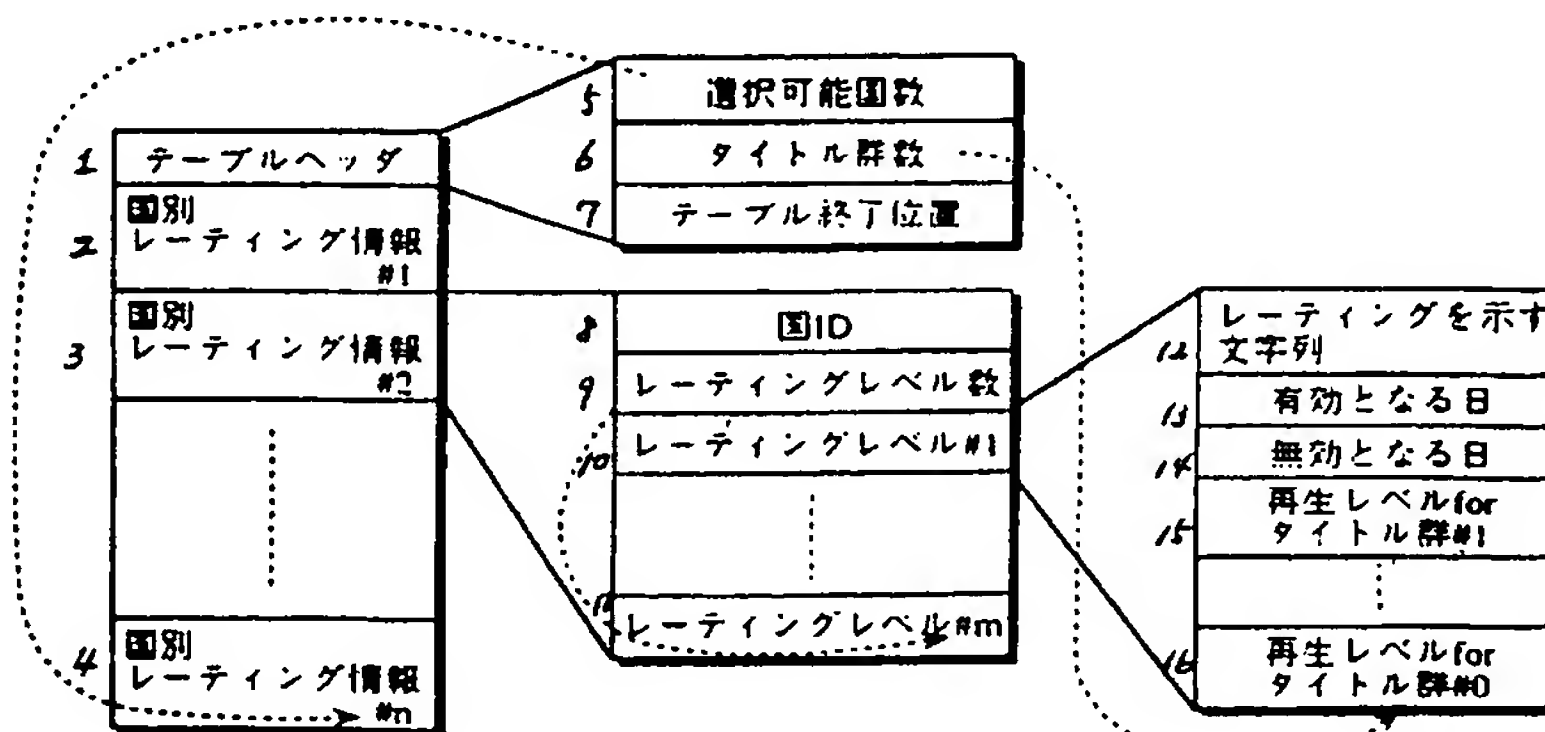 1 テーブルヘッダ
国別
2 レーティング情報
#1
国別
3 レーティング情報
#2
国別
4 レーティング情報
#n
5 選択可能国数
6 タイトル群数
7 テーブル終了位置
8 国ID
9 レーティングレベル数
10 レーティングレベル#1
11 レーティングレベル#m
レーティングを示す
12 文字列
13 有効となる日
14 無効となる日
再生レベルfor
15 タイトル群#1
16 再生レベルfor
タイトル群#0